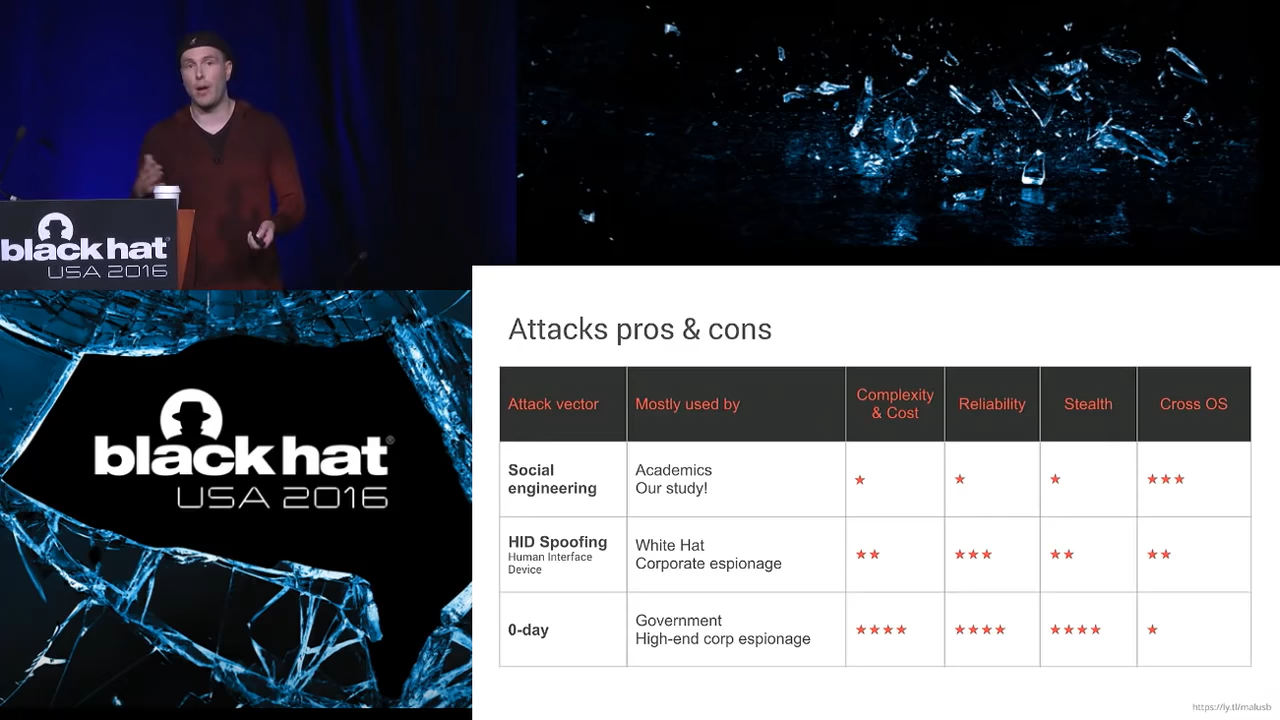 black hat®
USA 2016
black hat®
USA 2016
Attacks pros & cons
Attack vector
Mostly used by
Complexity
& Cost
Reliability
Stealth
Cross OS
Social
engineering
Academics
Our study!
★
★
★
★★★
HID Spoofing
Human Interface
Device
White Hat
Corporate espionage
★★
★★★
★★
★★
0-day
Government
High-end corp espionage
★★★★
★★★★
★★★★
★
https://ly.tl/malusb